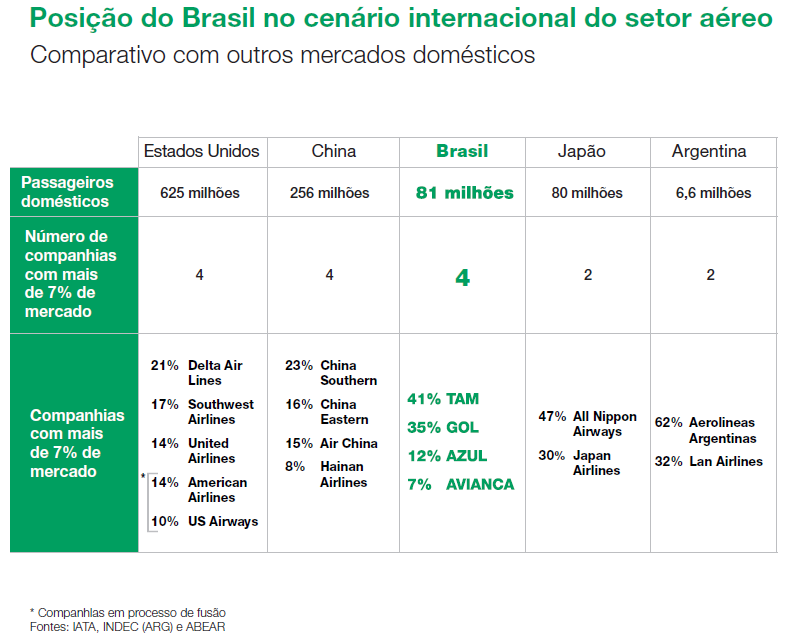 Posição do Brasil no cenário internacional do setor aéreo
Comparativo com outros mercados domésticos
Estados Unidos China Brasil Japão Argentina
Passageiros
domésticos
625 milhões 256 milhões 81 milhões 80 milhões 6,6 milhões
Número de
companhias
com mais
de 7% de
mercado
4 4 4 2 2
Companhias
com mais
de 7% de
mercado
21% Delta Air
Lines
17% Southwest
Airlines
14% United
Airlines
* 14% American
Airlines
10% US Airways
23% China
Southern
16% China
Eastern
15% Air China
8% Hainan
Airlines
41% TAM
35% GOL
12% AZUL
7% AVIANCA
47% All Nippon
Airways
30% Japan
Airlines
62% Aerolineas
Argentinas
32% Lan Airlines
* Companhias em processo de fusão
Fontes: IATA, INDEC (ARG) e ABEAR